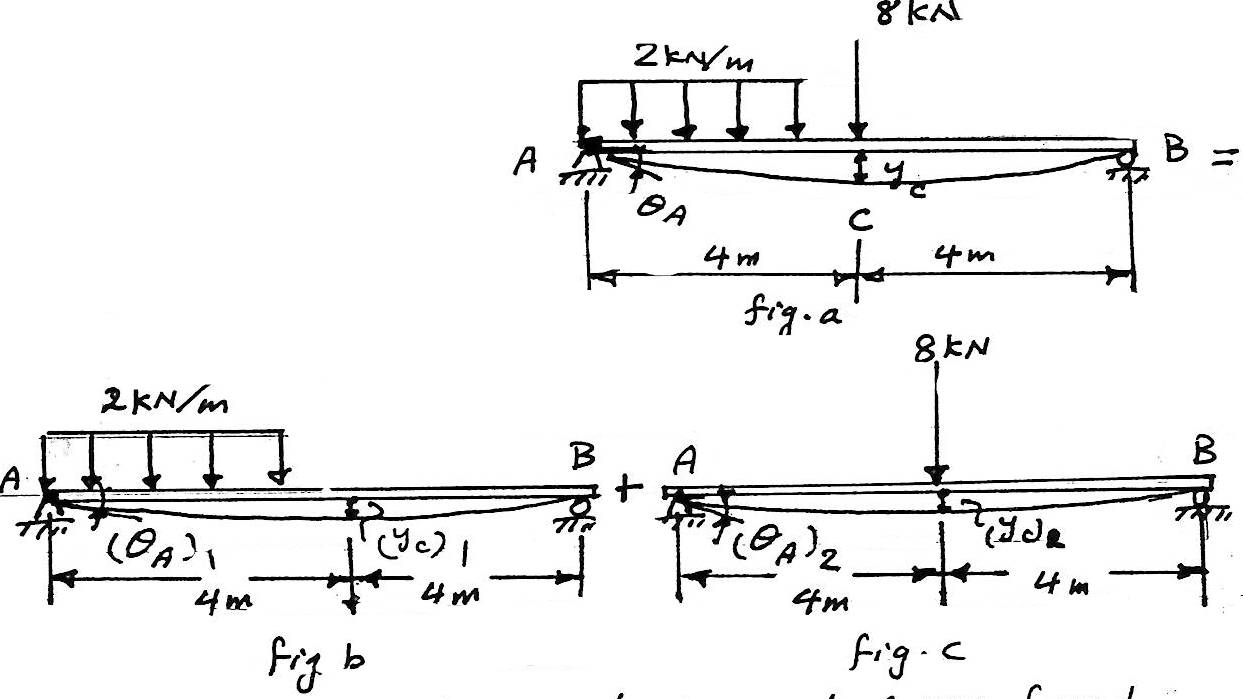 8 kN
2 kN/m
A
B =
θA
yc
C
4 m
4 m
fig. a
8 kN
2 kN/m
A
B
+
A
B
(θA)1
(yc)1
(θA)2
(yc)2
4 m
4 m
4 m
4 m
fig b
fig. c